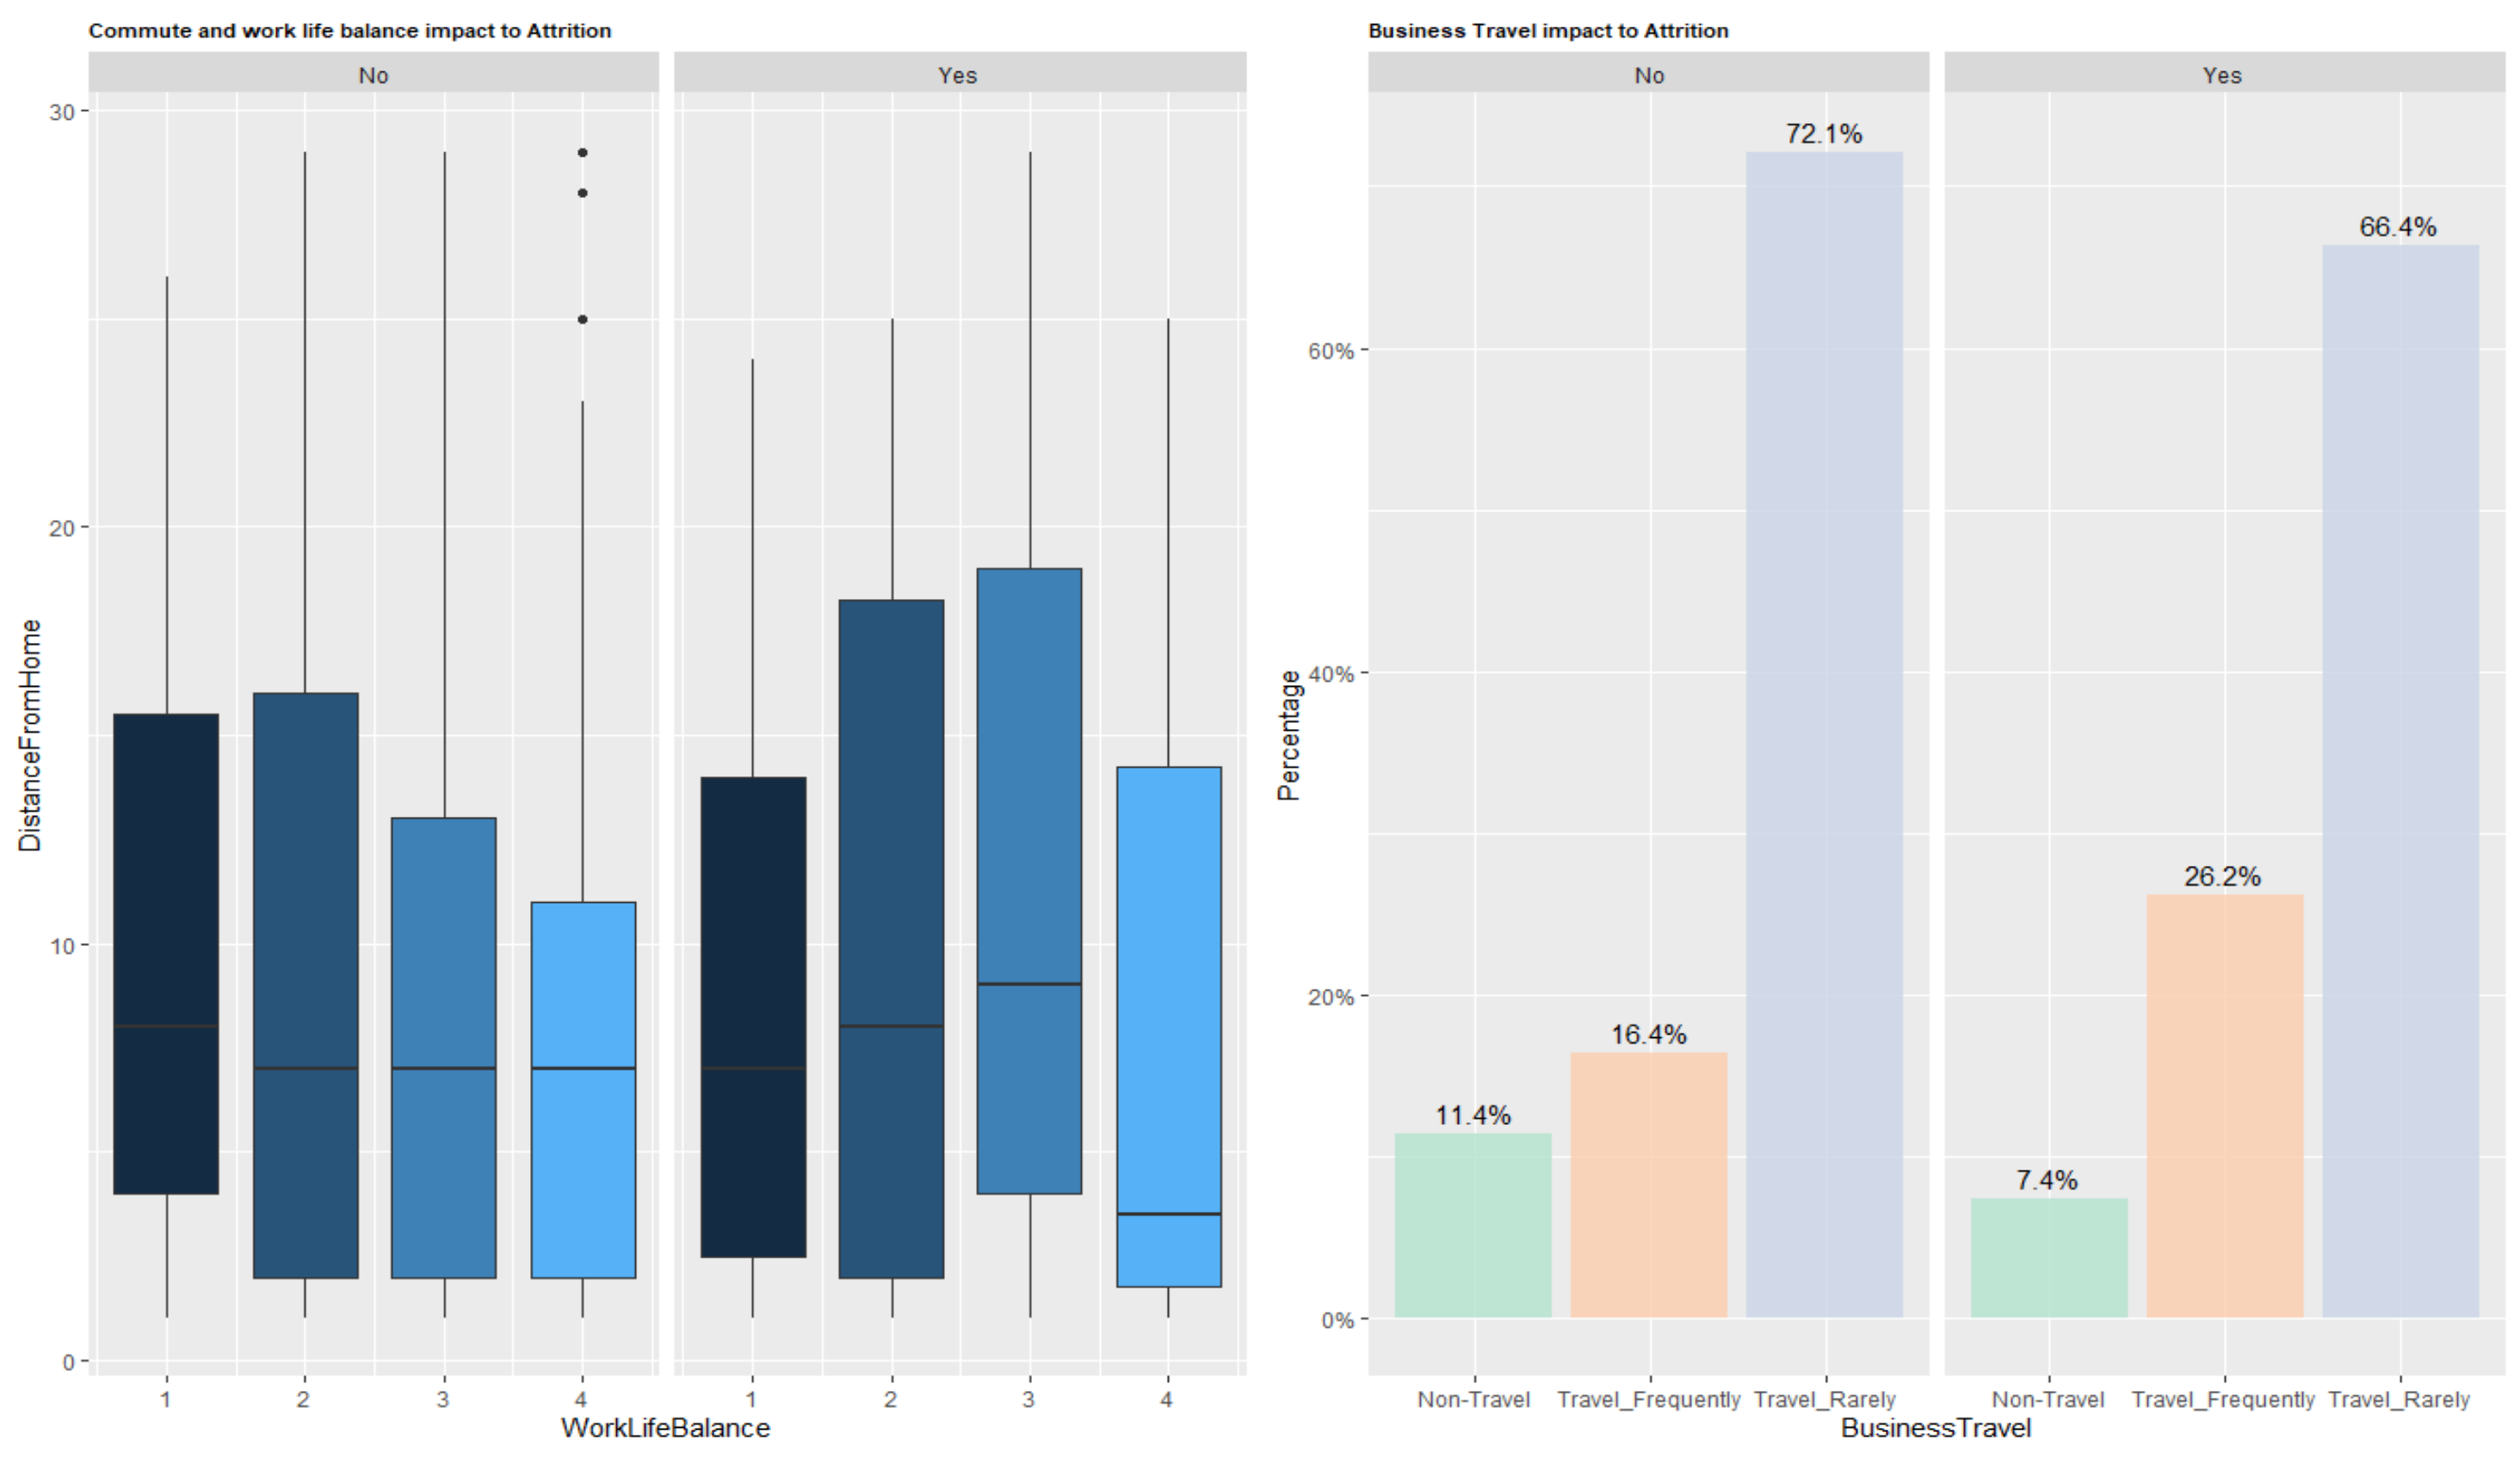 Commute and work life balance impact to Attrition
No
Yes
30
20
10
0
DistanceFromHome
1
2
3
4
1
2
3
4
WorkLifeBalance
Business Travel impact to Attrition
No
Yes
72.1%
66.4%
60%
40%
20%
0%
Percentage
26.2%
16.4%
11.4%
7.4%
Non-Travel
Travel_Frequently
Travel_Rarely
Non-Travel
Travel_Frequently
Travel_Rarely
BusinessTravel